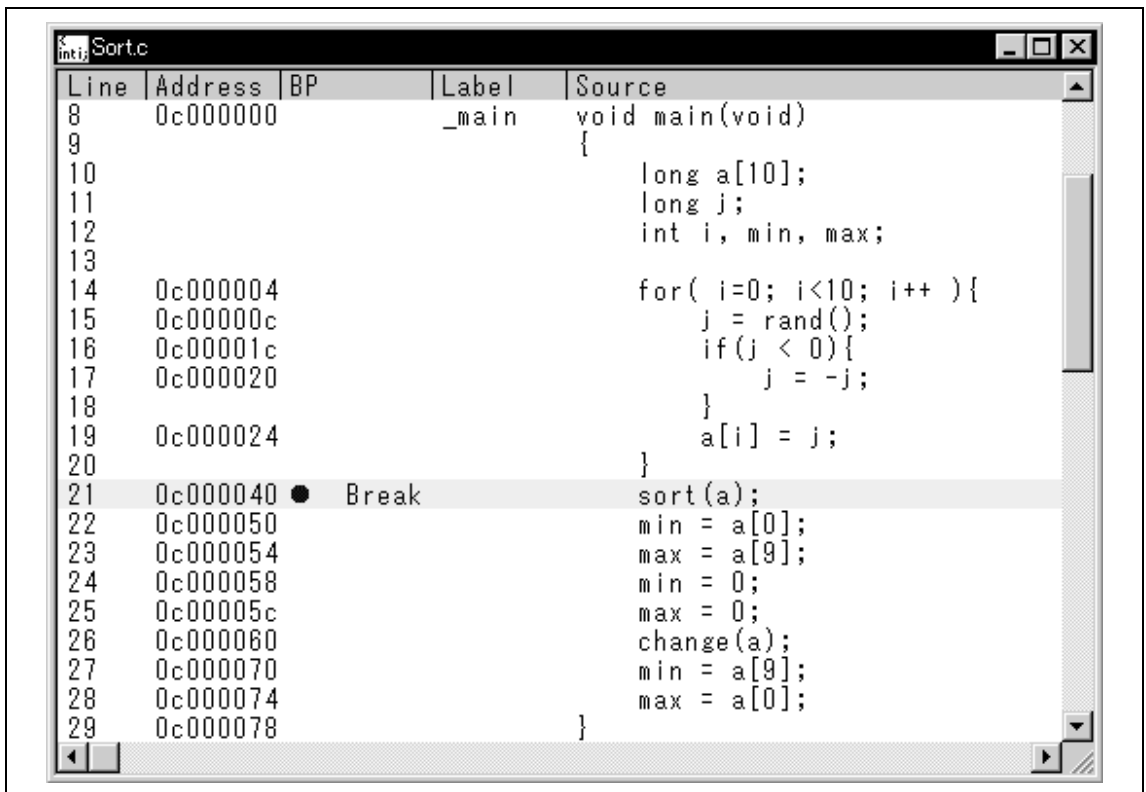 inti; Sort.c
Line Address BP Label Source
8 0c000000 _main void main(void)
9 {
10 long a[10];
11 long j;
12 int i, min, max;
13
14 0c000004 for( i=0; i<10; i++ ){
15 0c00000c j = rand();
16 0c00001c if(j < 0){
17 0c000020 j = -j;
18 }
19 0c000024 a[i] = j;
20 }
21 0c000040 ● Break sort(a);
22 0c000050 min = a[0];
23 0c000054 max = a[9];
24 0c000058 min = 0;
25 0c00005c max = 0;
26 0c000060 change(a);
27 0c000070 min = a[9];
28 0c000074 max = a[0];
29 0c000078 }